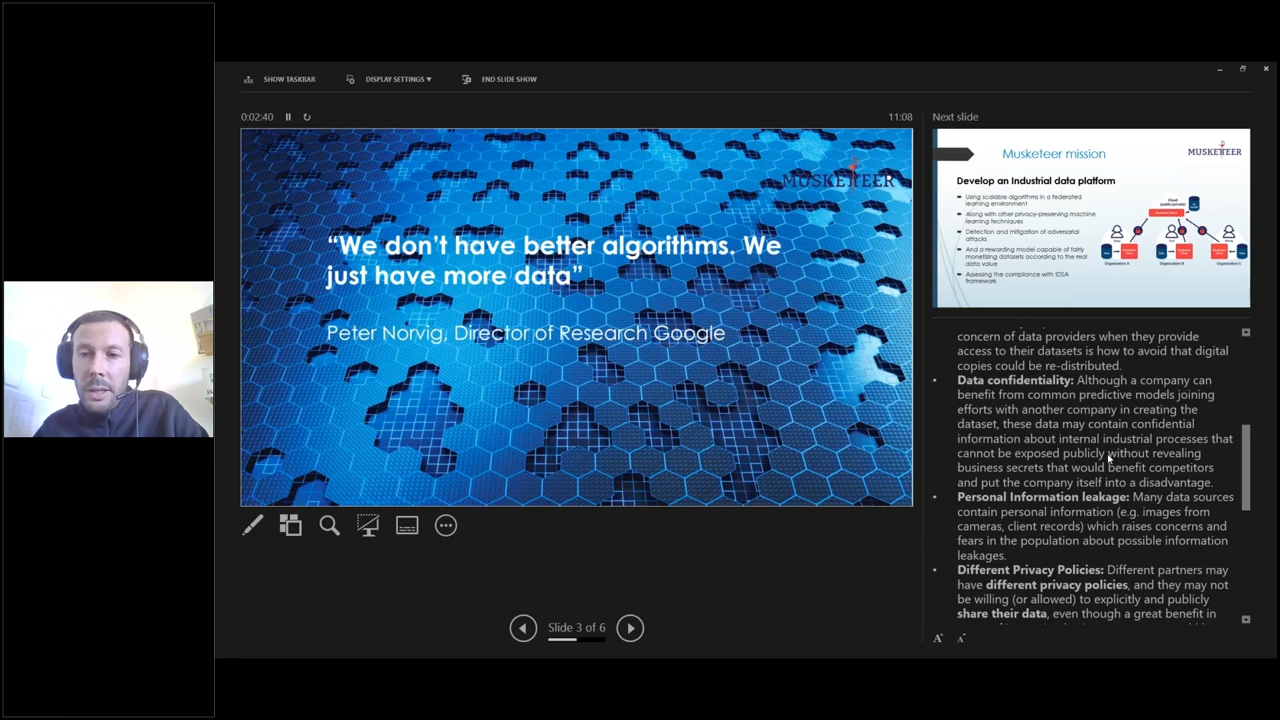 SHOW TASKBAR DISPLAY SETTINGS ▼ END SLIDE SHOW
0:02:40 11:08
MUSKETEER
“We don’t have better algorithms. We
just have more data”
Peter Norvig, Director of Research Google
Slide 3 of 6
Next slide
Musketeer mission
MUSKETEER
Develop an Industrial data platform
Using scalable algorithms in a federated
learning environment
Along with other privacy-preserving machine
learning techniques
Detection and mitigation of adversarial
attacks
And a rewarding model capable of fairly
monetizing datasets according to the real
data value
Assessing the compliance with IDSA
framework
Cloud
(public/private)
Organization A
Organization B
Organization C
concern of data providers when they provide
access to their datasets is how to avoid that digital
copies could be re-distributed.
• Data confidentiality: Although a company can
benefit from common predictive models joining
efforts with another company in creating the
dataset, these data may contain confidential
information about internal industrial processes that
cannot be exposed publicly without revealing
business secrets that would benefit competitors
and put the company itself into a disadvantage.
• Personal Information leakage: Many data sources
contain personal information (e.g. images from
cameras, client records) which raises concerns and
fears in the population about possible information
leakages.
• Different Privacy Policies: Different partners may
have different privacy policies, and they may not
be willing (or allowed) to explicitly and publicly
share their data, even though a great benefit in
A A